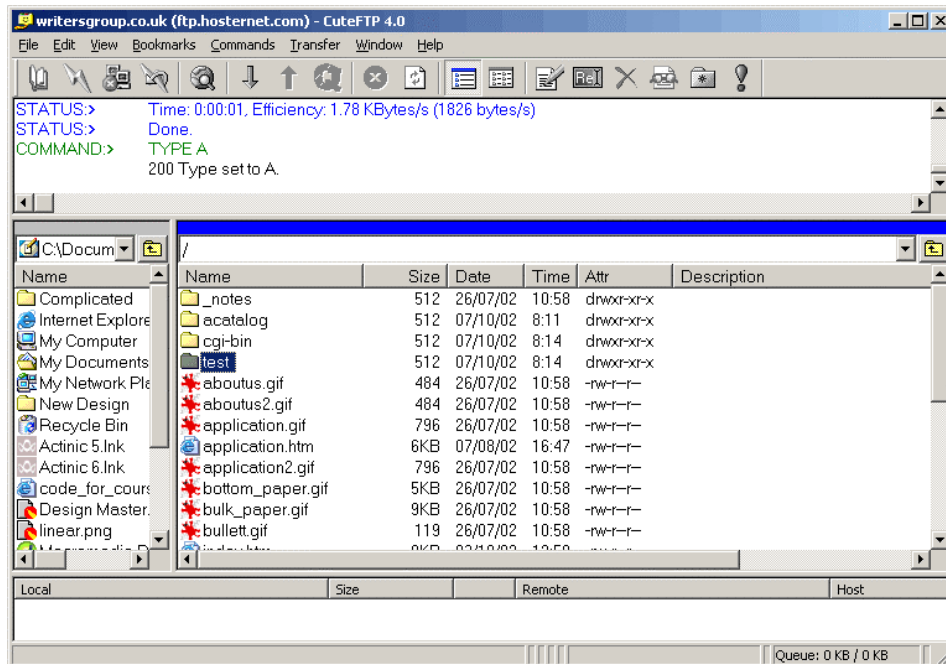 writersgroup.co.uk (ftp.hosternet.com) - CuteFTP 4.0
File Edit View Bookmarks Commands Transfer Window Help
ReI
STATUS:> Time: 0:00:01, Efficiency: 1.78 KBytes/s (1826 bytes/s)
STATUS:> Done.
COMMAND:> TYPE A
200 Type set to A.
C:\Docum
/
Name
Complicated
Internet Explore
My Computer
My Documents
My Network Pla
New Design
Recycle Bin
Actinic 5.lnk
Actinic 6.lnk
code_for_cours
Design Master.
linear.png
Name Size Date Time Attr Description
_notes 512 26/07/02 10:58 drwxr-xr-x
acatalog 512 07/10/02 8:11 drwxr-xr-x
cgi-bin 512 07/10/02 8:14 drwxr-xr-x
test 512 07/10/02 8:14 drwxr-xr-x
aboutus.gif 484 26/07/02 10:58 -rw-r--r--
aboutus2.gif 484 26/07/02 10:58 -rw-r--r--
application.gif 796 26/07/02 10:58 -rw-r--r--
application.htm 6KB 07/08/02 16:47 -rw-r--r--
application2.gif 796 26/07/02 10:58 -rw-r--r--
bottom_paper.gif 5KB 26/07/02 10:58 -rw-r--r--
bulk_paper.gif 9KB 26/07/02 10:58 -rw-r--r--
bullett.gif 119 26/07/02 10:58 -rw-r--r--
Local Size Remote Host
Queue: 0 KB / 0 KB